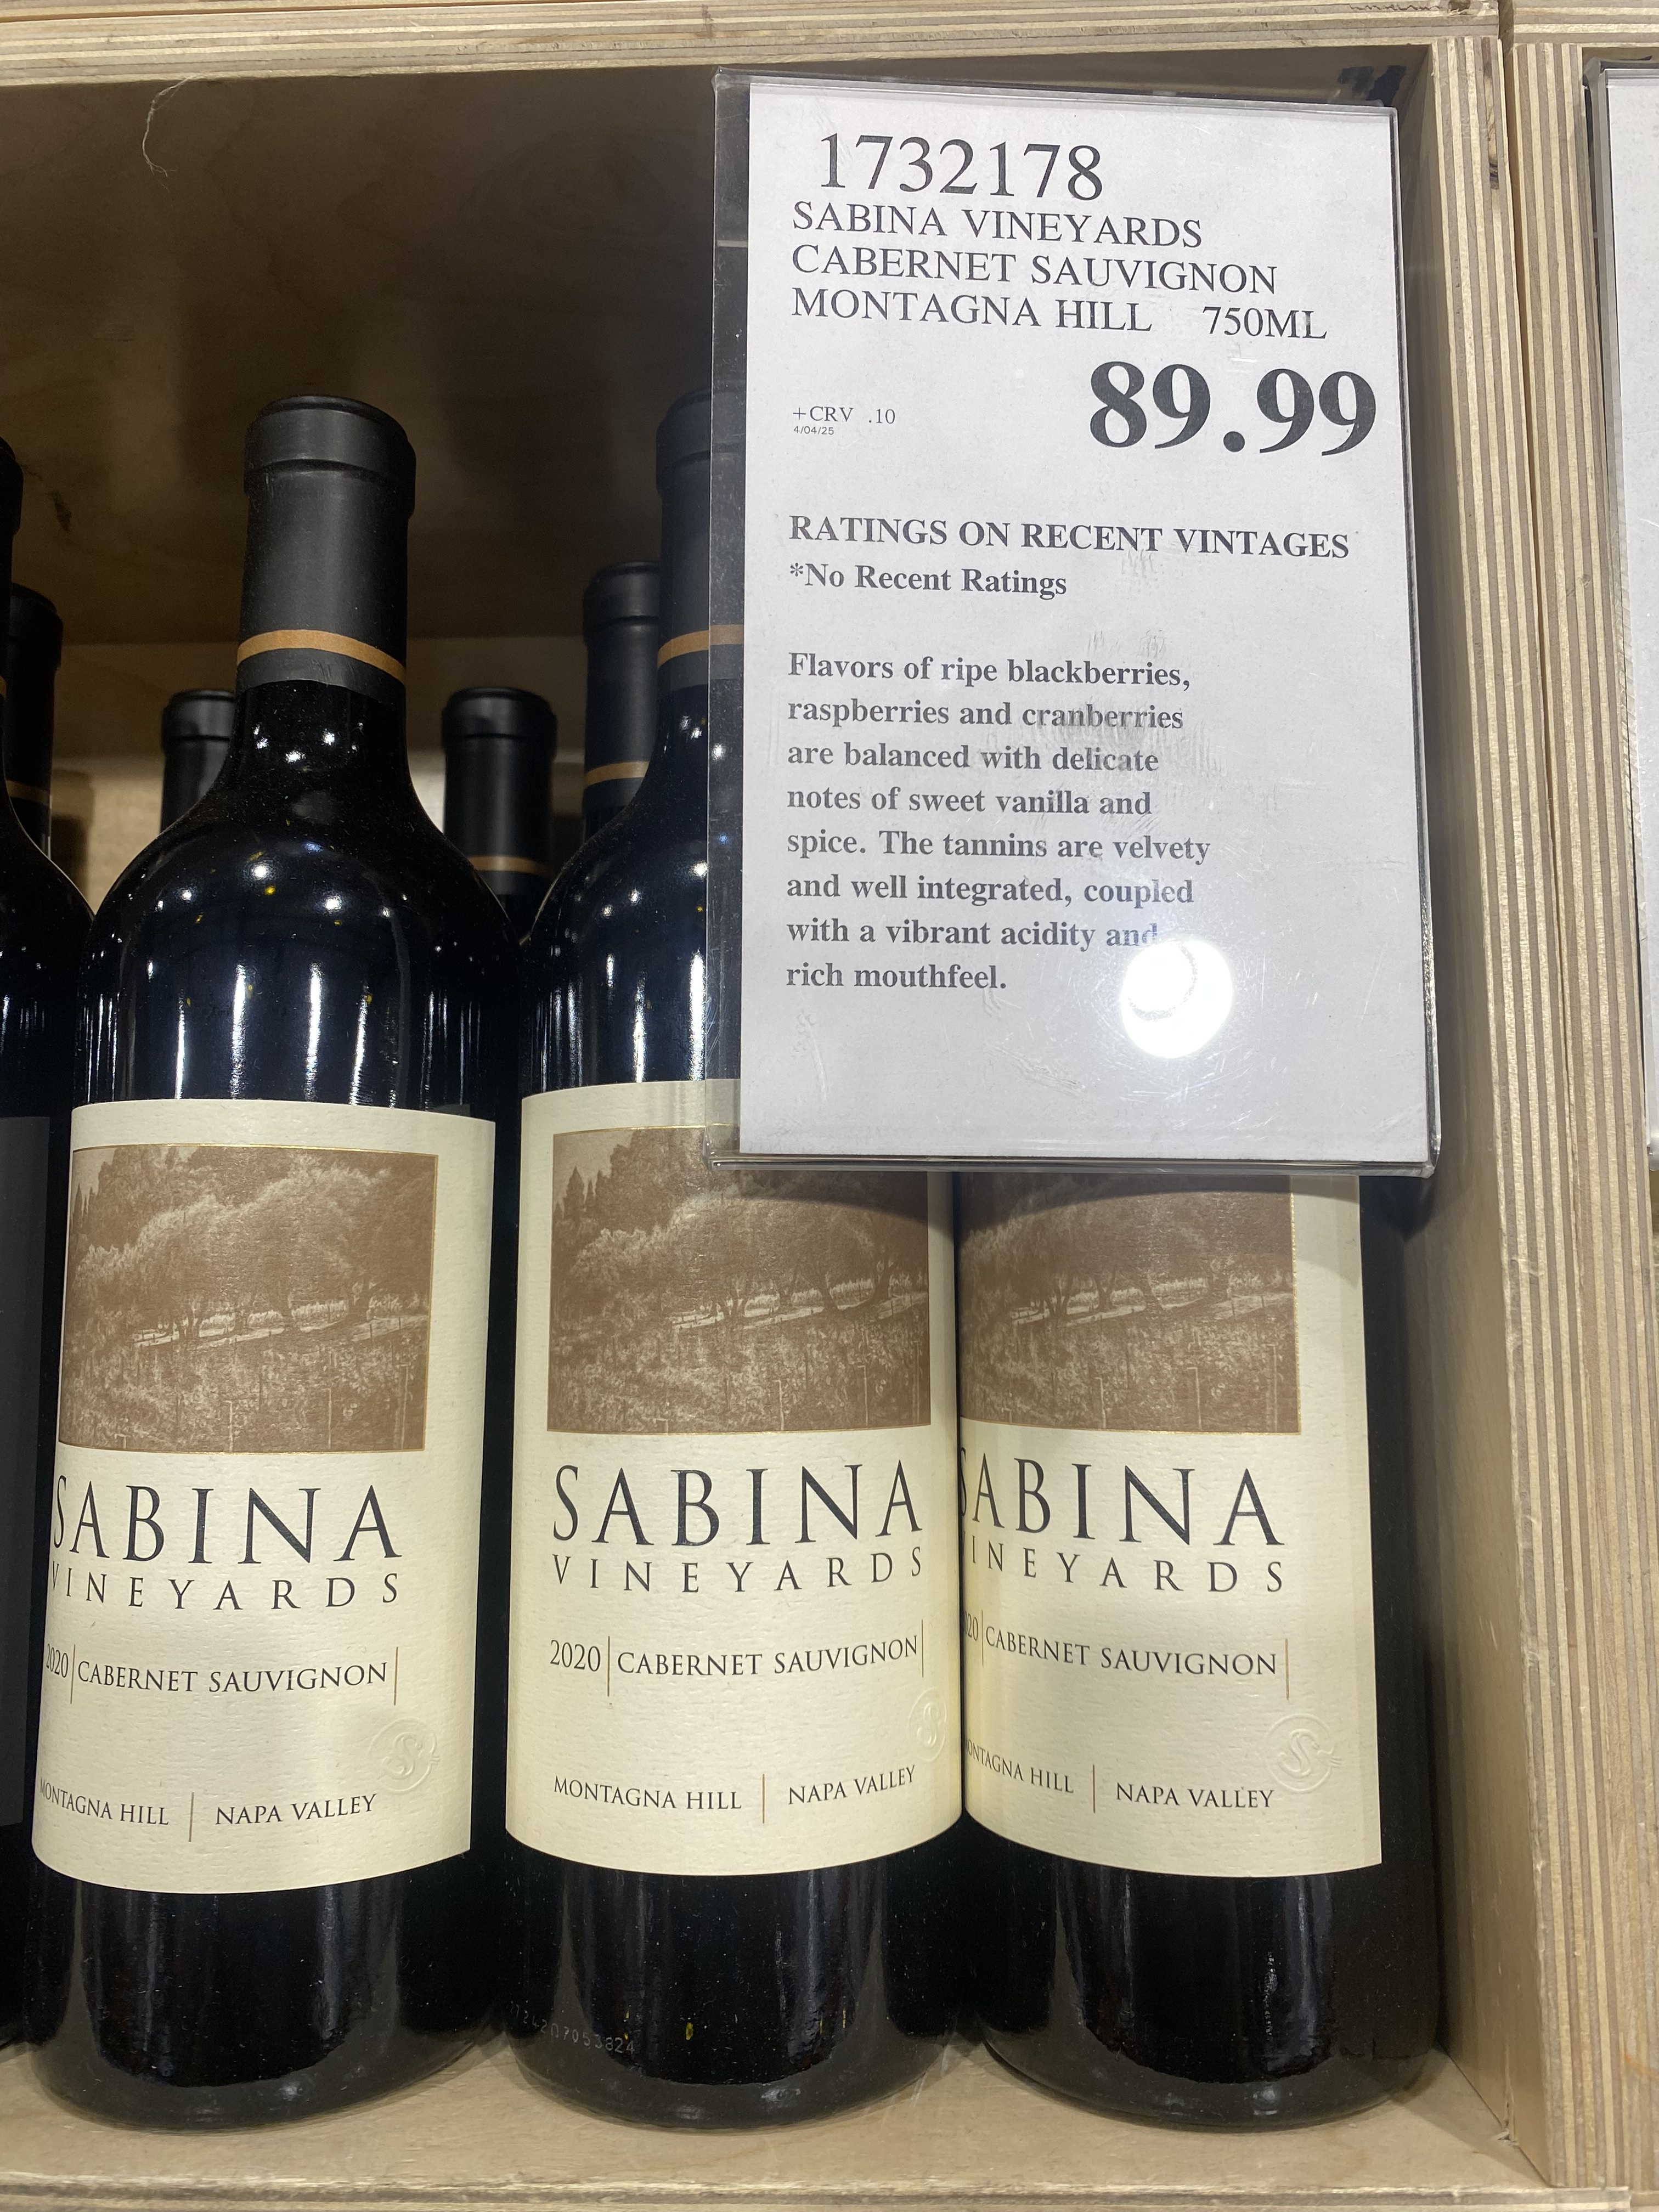 1732178
SABINA VINEYARDS
CABERNET SAUVIGNON
MONTAGNA HILL 750ML
89.99
+CRV .10
4/04/25
RATINGS ON RECENT VINTAGES
*No Recent Ratings
Flavors of ripe blackberries,
raspberries and cranberries
are balanced with delicate
notes of sweet vanilla and
spice. The tannins are velvety
and well integrated, coupled
with a vibrant acidity and
rich mouthfeel.
SABINA
VINEYARDS
2020 CABERNET SAUVIGNON
MONTAGNA HILL NAPA VALLEY
SABINA
VINEYARDS
2020 CABERNET SAUVIGNON
MONTAGNA HILL NAPA VALLEY
SABINA
INEYARDS
20 CABERNET SAUVIGNON
ONTAGNA HILL NAPA VALLEY